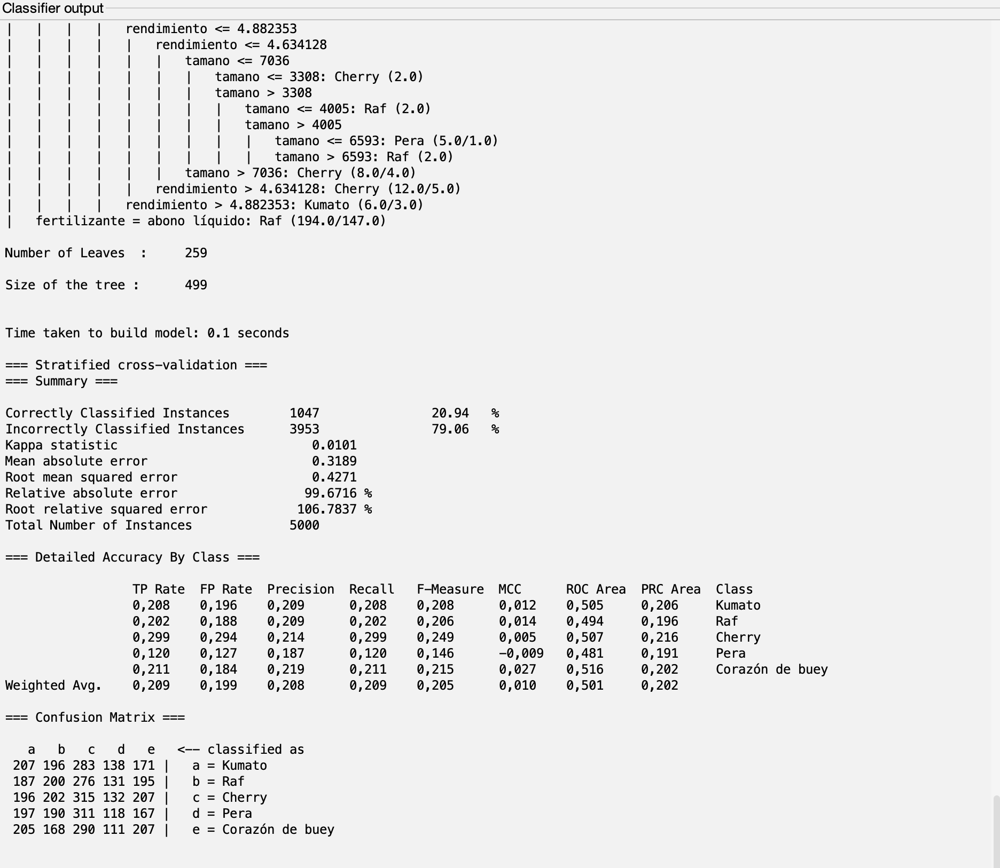 Classifier output
|   |   |   |   rendimiento <= 4.882353
|   |   |   |   |   rendimiento <= 4.634128
|   |   |   |   |   |   tamano <= 7036
|   |   |   |   |   |   |   tamano <= 3308: Cherry (2.0)
|   |   |   |   |   |   |   tamano > 3308
|   |   |   |   |   |   |   |   tamano <= 4005: Raf (2.0)
|   |   |   |   |   |   |   |   tamano > 4005
|   |   |   |   |   |   |   |   |   tamano <= 6593: Pera (5.0/1.0)
|   |   |   |   |   |   |   |   |   tamano > 6593: Raf (2.0)
|   |   |   |   |   |   tamano > 7036: Cherry (8.0/4.0)
|   |   |   |   |   rendimiento > 4.634128: Cherry (12.0/5.0)
|   |   |   |   rendimiento > 4.882353: Kumato (6.0/3.0)
|   fertilizante = abono líquido: Raf (194.0/147.0)
Number of Leaves  :     259
Size of the tree :      499
Time taken to build model: 0.1 seconds
=== Stratified cross-validation ===
=== Summary ===
Correctly Classified Instances        1047               20.94   %
Incorrectly Classified Instances      3953               79.06   %
Kappa statistic                          0.0101
Mean absolute error                      0.3189
Root mean squared error                  0.4271
Relative absolute error                 99.6716 %
Root relative squared error            106.7837 %
Total Number of Instances             5000
=== Detailed Accuracy By Class ===
                 TP Rate  FP Rate  Precision  Recall   F-Measure  MCC      ROC Area  PRC Area  Class
                 0,208    0,196    0,209      0,208    0,208      0,012    0,505     0,206     Kumato
                 0,202    0,188    0,209      0,202    0,206      0,014    0,494     0,196     Raf
                 0,299    0,294    0,214      0,299    0,249      0,005    0,507     0,216     Cherry
                 0,120    0,127    0,187      0,120    0,146      -0,009   0,481     0,191     Pera
                 0,211    0,184    0,219      0,211    0,215      0,027    0,516     0,202     Corazón de buey
Weighted Avg.    0,209    0,199    0,208      0,209    0,205      0,010    0,501     0,202
=== Confusion Matrix ===
   a   b   c   d   e   <-- classified as
 207 196 283 138 171 |   a = Kumato
 187 200 276 131 195 |   b = Raf
 196 202 315 132 207 |   c = Cherry
 197 190 311 118 167 |   d = Pera
 205 168 290 111 207 |   e = Corazón de buey